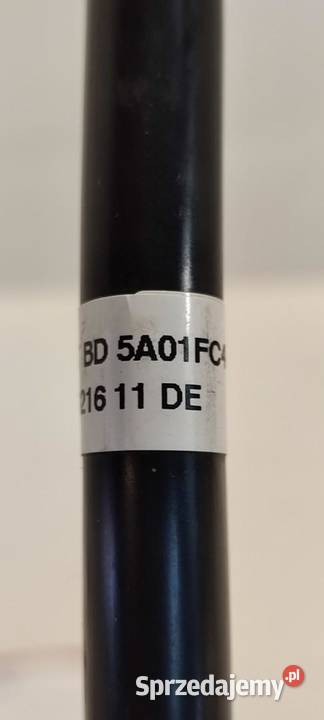 BD 5A01FC4
216 11 DE
Sprzedajemy.pl